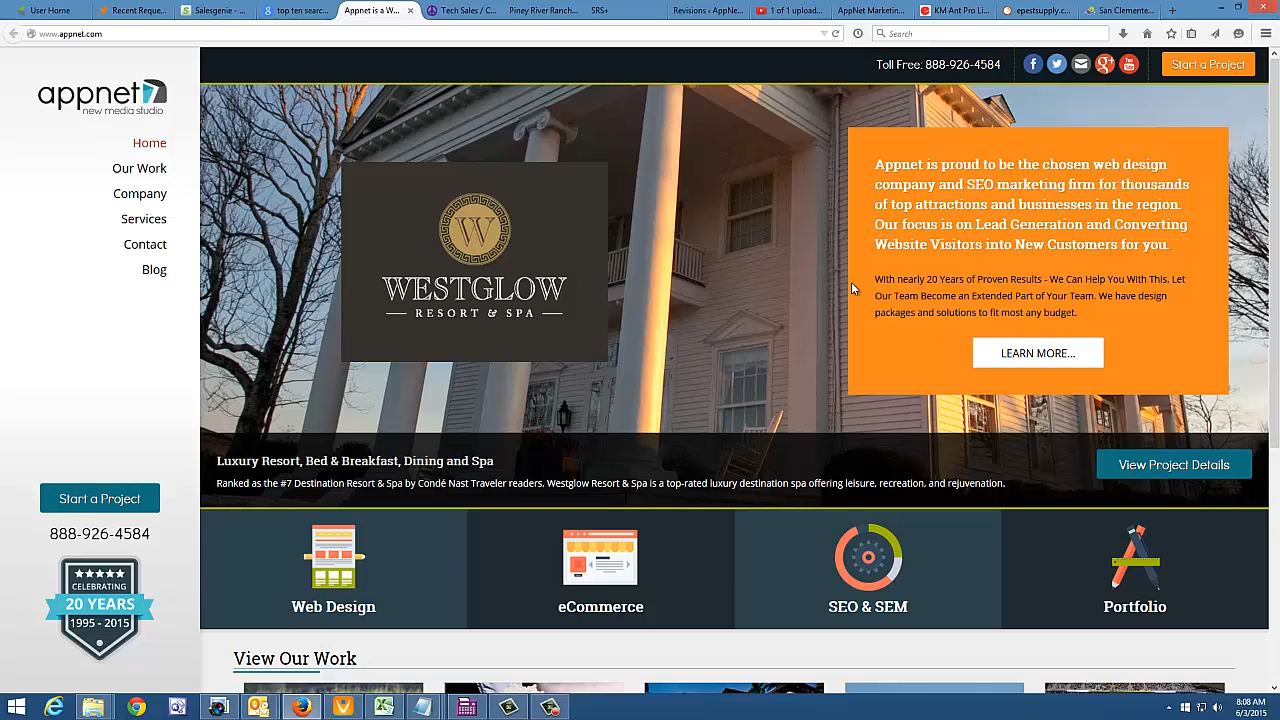 User Home
Recent Reque...
Salesgenie - ...
top ten searc...
Appnet is a W...
Tech Sales / C...
Piney River Ranch...
SRS+
Revisions ‹ AppNe...
1 of 1 upload...
AppNet Marketin...
KM Ant Pro Li...
epestsupply.c...
San Clemente...
www.appnet.com
Search
Toll Free: 888-926-4584
Start a Project
appnet7
new media studio
Home
Our Work
Company
Services
Contact
Blog
Start a Project
888-926-4584
CELEBRATING
20 YEARS
1995 - 2015
W
WESTGLOW
RESORT & SPA
Appnet is proud to be the chosen web design
company and SEO marketing firm for thousands
of top attractions and businesses in the region.
Our focus is on Lead Generation and Converting
Website Visitors into New Customers for you.
With nearly 20 Years of Proven Results - We Can Help You With This. Let
Our Team Become an Extended Part of Your Team. We have design
packages and solutions to fit most any budget.
LEARN MORE...
Luxury Resort, Bed & Breakfast, Dining and Spa
Ranked as the #7 Destination Resort & Spa by Condé Nast Traveler readers. Westglow Resort & Spa is a top-rated luxury destination spa offering leisure, recreation, and rejuvenation.
View Project Details
Web Design
eCommerce
SEO & SEM
Portfolio
View Our Work
8:08 AM
6/3/2015